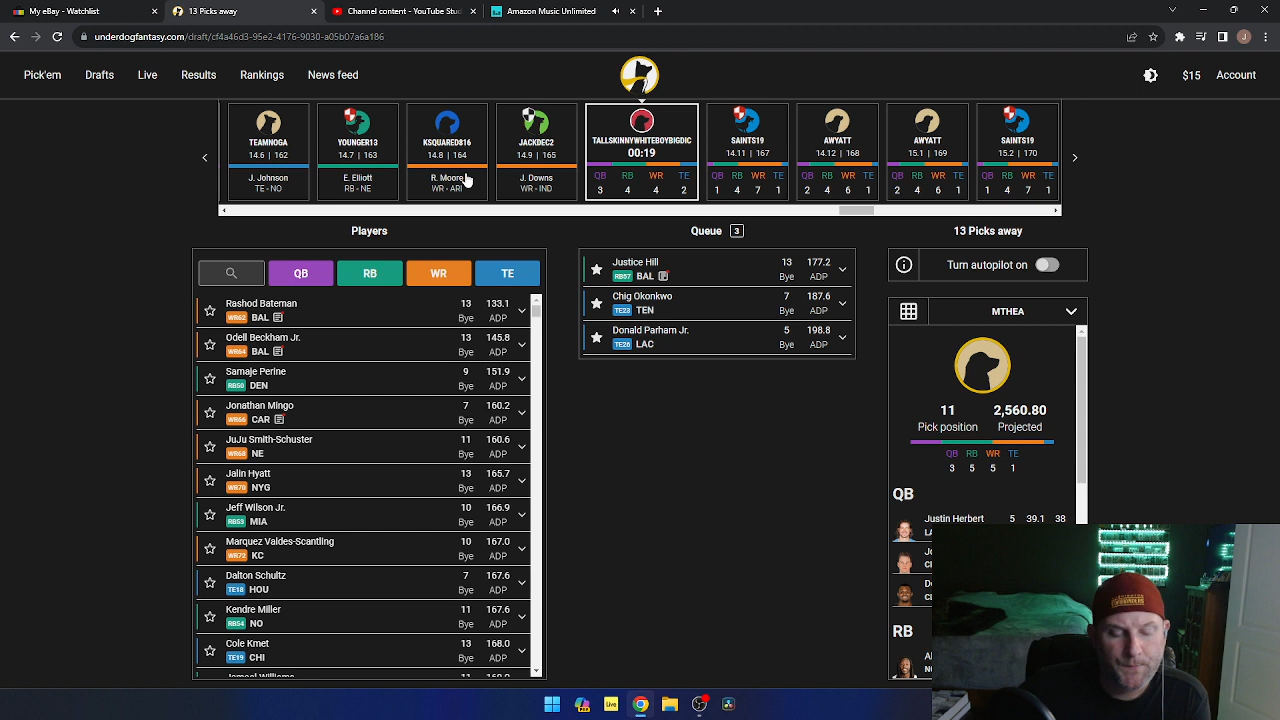 My eBay - Watchlist
13 Picks away
YouTube Channel content - YouTube Stud
music Amazon Music Unlimited
underdogfantasy.com/draft/cf4a46d3-95e2-4176-9030-a05b07a6a186
J
Pick'em Drafts Live Results Rankings News feed $15 Account
TEAMNOGA
14.6 | 162
J. Johnson
TE - NO
YOUNGER13
14.7 | 163
E. Elliott
RB - NE
KSQUARED816
14.8 | 164
R. Moore
WR - ARI
JACKDEC2
14.9 | 165
J. Downs
WR - IND
TALLSKINNYWHITEBOYBIGDIC
00:19
QB RB WR TE
3 4 4 2
SAINTS19
14.11 | 167
QB RB WR TE
1 4 7 1
AWYATT
14.12 | 168
QB RB WR TE
2 4 6 1
AWYATT
15.1 | 169
QB RB WR TE
2 4 6 1
SAINTS19
15.2 | 170
QB RB WR TE
1 4 7 1
Players
QB RB WR TE
Rashod Bateman 13 133.1
WR62 BAL Bye ADP
Odell Beckham Jr. 13 145.8
WR64 BAL Bye ADP
Samaje Perine 9 151.9
RB50 DEN Bye ADP
Jonathan Mingo 7 160.2
WR66 CAR Bye ADP
JuJu Smith-Schuster 11 160.6
WR68 NE Bye ADP
Jalin Hyatt 13 165.7
WR70 NYG Bye ADP
Jeff Wilson Jr. 10 166.9
RB53 MIA Bye ADP
Marquez Valdes-Scantling 10 167.0
WR72 KC Bye ADP
Dalton Schultz 7 167.6
TE18 HOU Bye ADP
Kendre Miller 11 167.6
RB54 NO Bye ADP
Cole Kmet 13 168.0
TE19 CHI Bye ADP
Queue 3
Justice Hill 13 177.2
RB57 BAL Bye ADP
Chig Okonkwo 7 187.6
TE23 TEN Bye ADP
Donald Parham Jr. 5 198.8
TE26 LAC Bye ADP
13 Picks away
Turn autopilot on
MTHEA
11 2,560.80
Pick position Projected
QB RB WR TE
3 5 5 1
QB
Justin Herbert 5 39.1 38
RB
Live